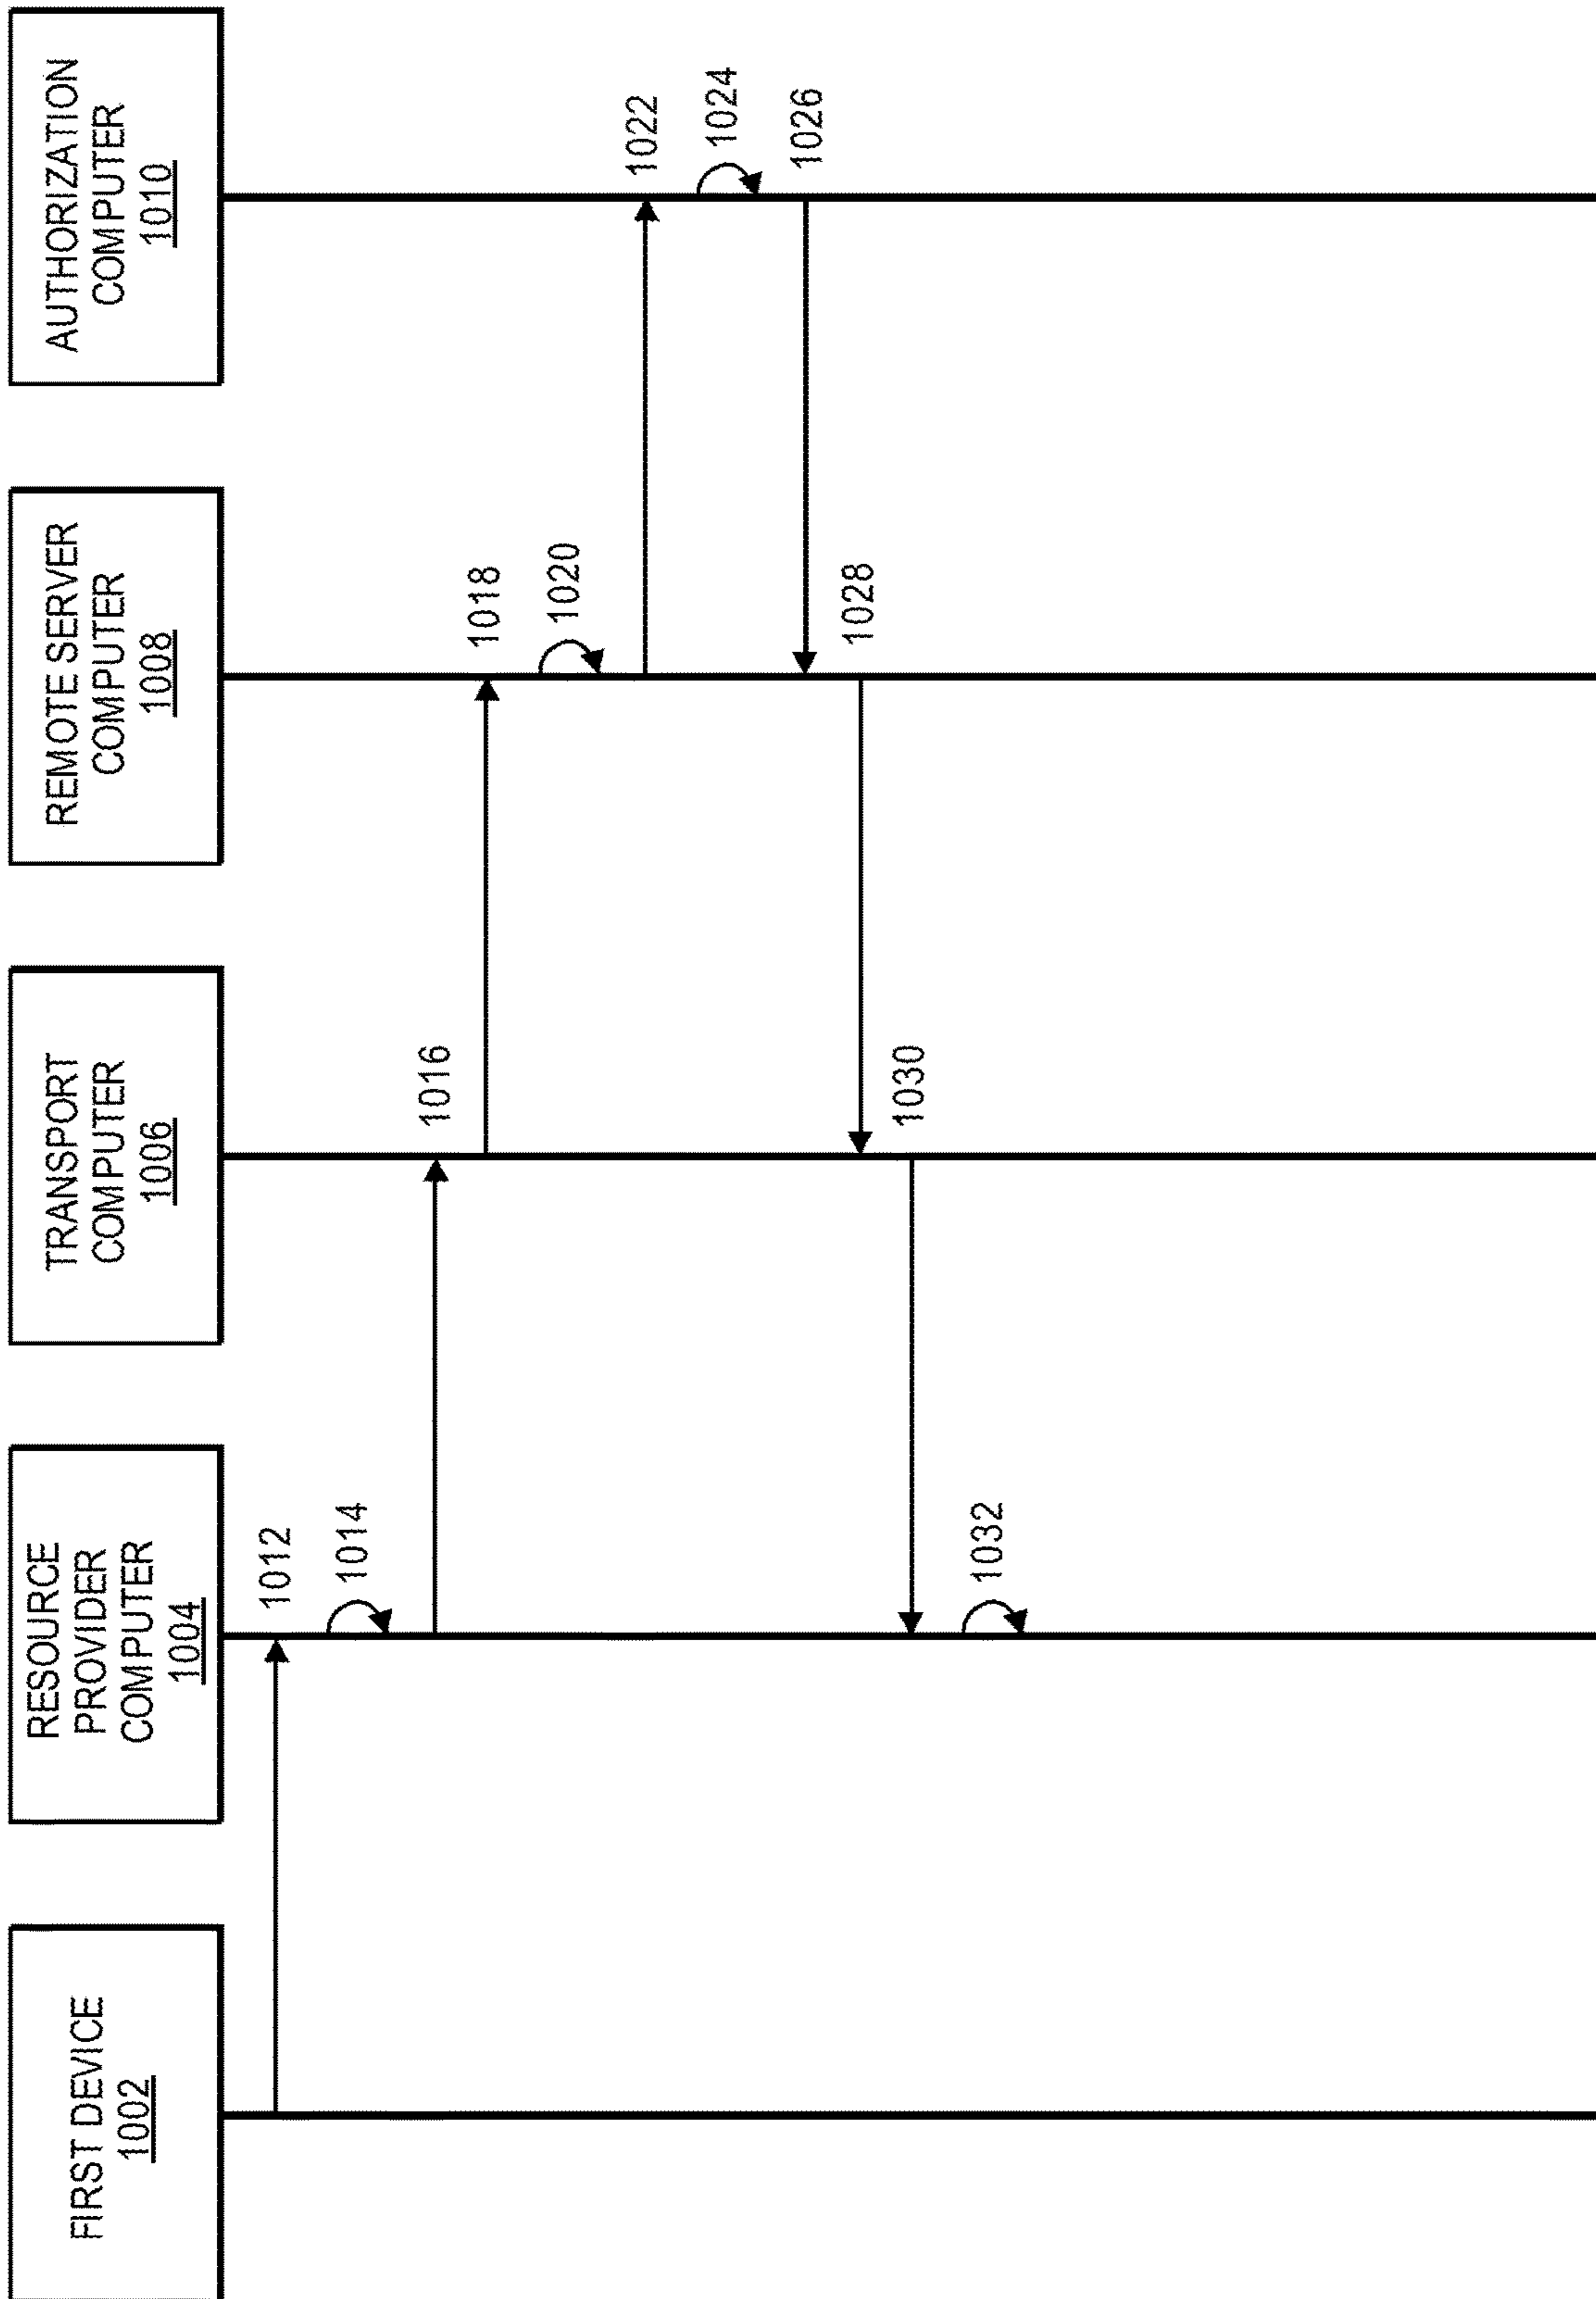 FIRST DEVICE
1002
RESOURCE
PROVIDER
COMPUTER
1004
TRANSPORT
COMPUTER
1006
REMOTE SERVER
COMPUTER
1008
AUTHORIZATION
COMPUTER
1010
1012
1014
1016
1018
1020
1022
1024
1026
1028
1030
1032